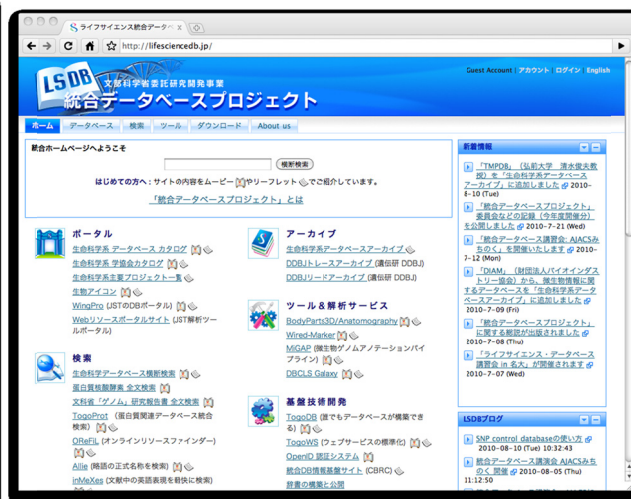 ライフサイエンス統合データベ
http://lifesciencedb.jp/
Guest Account | アカウント | ログイン | English
LSDB
文部科学省委託研究開発事業
統合データベースプロジェクト
ホーム データベース 検索 ツール ダウンロード About us
統合ホームページへようこそ
横断検索
はじめての方へ : サイトの内容をムービーやリーフレットでご紹介しています。
「統合データベースプロジェクト」とは
ポータル
生命科学系 データベース カタログ
生命科学系 学協会カタログ
生命科学系主要プロジェクト一覧
生物アイコン
WingPro (JSTのDBポータル)
Webリソースポータルサイト (JST解析ツー
ルポータル)
検索
生命科学データベース横断検索
蛋白質核酸酵素 全文検索
文科省「ゲノム」研究報告書 全文検索
TogoProt (蛋白質関連データベース統合
検索)
OReFiL (オンラインリソースファインダー)
Allie (略語の正式名称を検索)
inMeXes (文献中の英語表現を尋快に検索)
アーカイブ
生命科学系データベースアーカイブ
DDBJトレースアーカイブ (遺伝研 DDBJ)
DDBJリードアーカイブ (遺伝研 DDBJ)
ツール＆解析サービス
BodyParts3D/Anatomography
Wired-Marker
MiGAP (微生物ゲノムアノテーションパイ
プライン)
DBCLS Galaxy
基盤技術開発
TogoDB (誰でもデータベースが構築でき
る)
TogoWS (ウェブサービスの標準化)
OpenID 認証システム
統合DB情報基盤サイト (CBRC)
辞書の構築と公開
新着情報
「TMPDB」（弘前大学 清水俊夫教
授）を「生命科学系データベース
アーカイブ」に追加しました 2010-
8-10 (Tue)
「統合データベースプロジェクト」
委員会などの記録（今年度開催分）
を公開しました 2010-7-21 (Wed)
「統合データベース講習会: AJACSみ
ちのく」を開催いたします 2010-
7-12 (Mon)
「DIAM」（財団法人バイオインダス
トリー協会）から、微生物情報に関
するデータベースを「生命科学系データ
ベースアーカイブ」に追加しました
2010-7-09 (Fri)
「統合データベースプロジェクト」
に関する総説が出版されました
2010-7-08 (Thu)
「ライフサイエンス・データベース
講習会 in 名大」が開催されます
2010-7-07 (Wed)
LSDBブログ
SNP control databaseの使い方
2010-08-10 (Tue) 10:32:43
統合データベース講演会 AJACSみち
のく 開催 2010-08-05 (Thu)
11:12:50